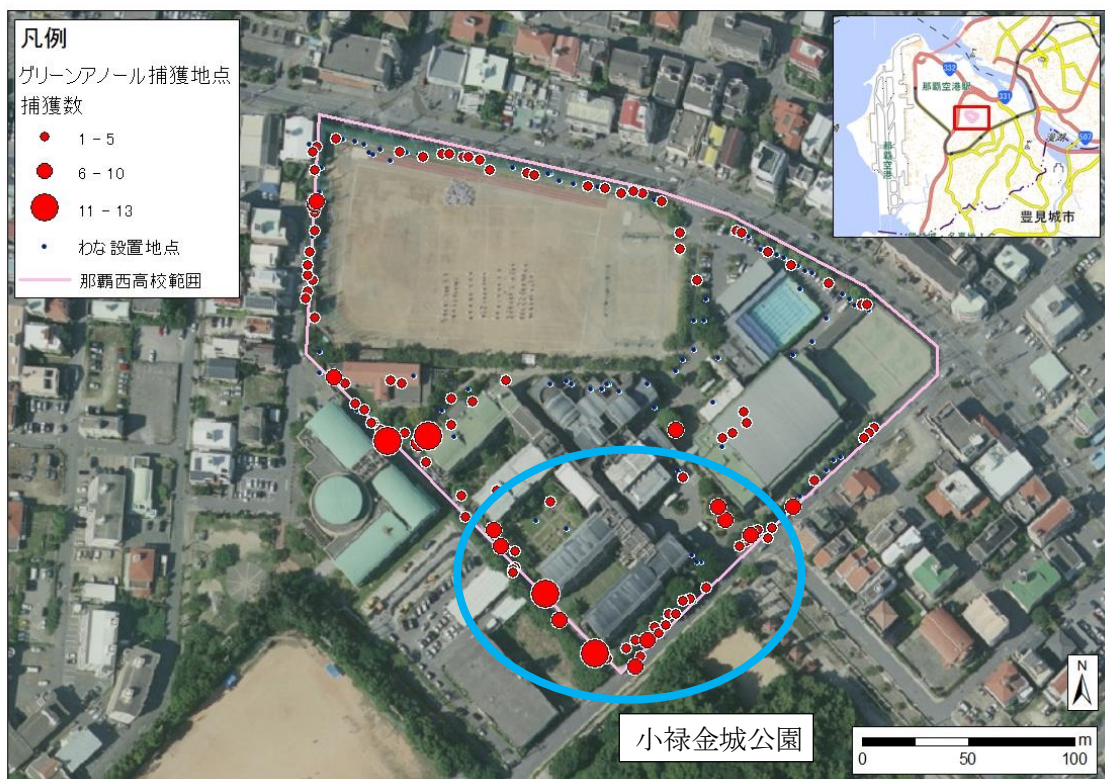 凡例
グリーンアノール捕獲地点
捕獲数
1 - 5
6 - 10
11 - 13
わな設置地点
那覇西高校範囲
332
那覇空港駅
331
那覇空港
507
豊見城市
小禄金城公園
N
m
0
50
100